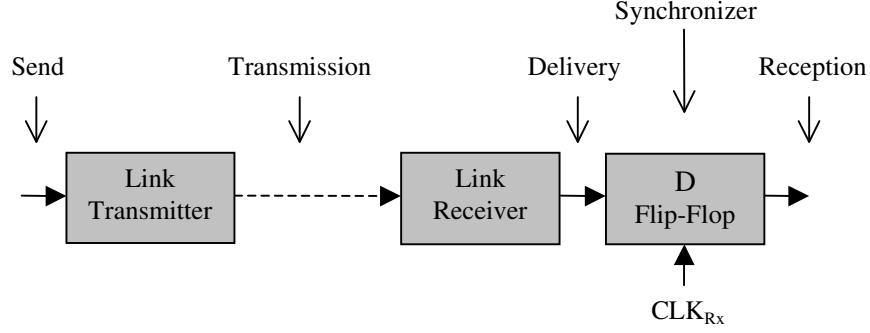 Synchronizer
Send
Transmission
Delivery
Reception
Link
Transmitter
Link
Receiver
D
Flip-Flop
CLKRx